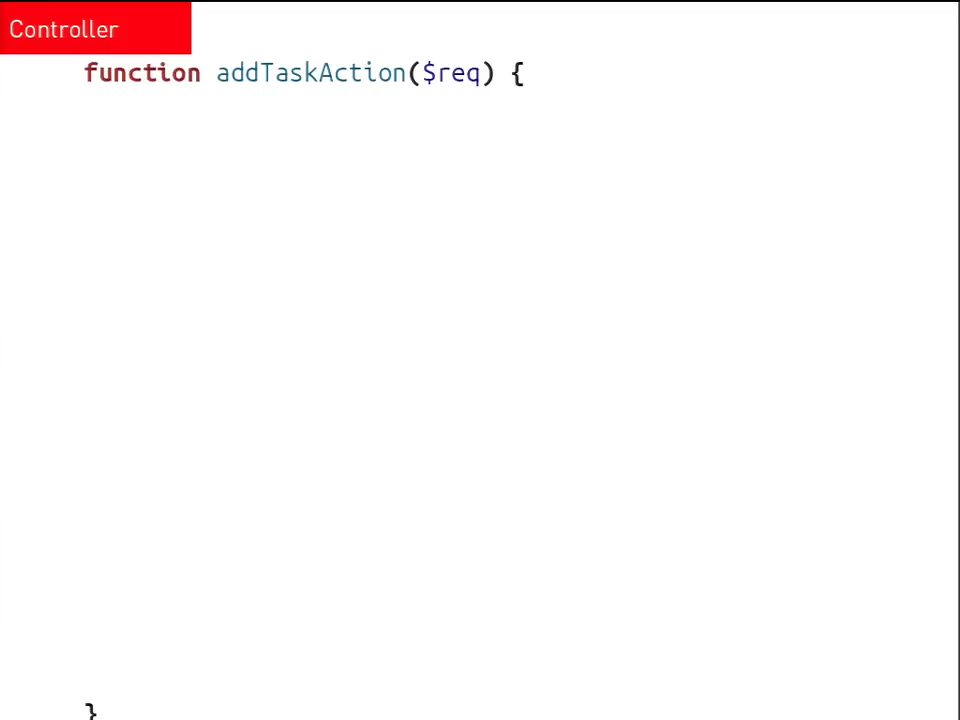 Controller
function addTaskAction($req) {
}